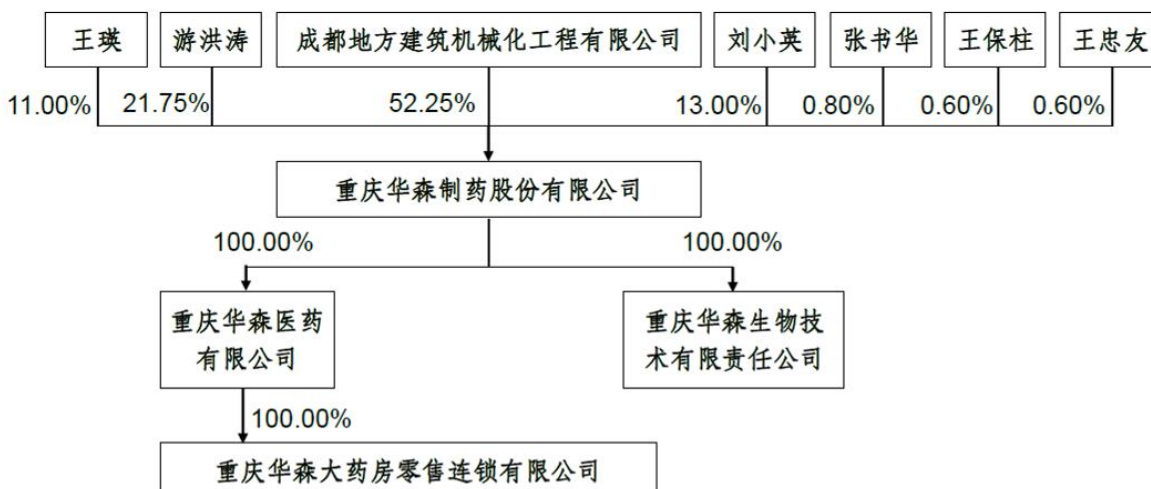 王瑛
游洪涛
成都地方建筑机械化工程有限公司
刘小英
张书华
王保柱
王忠友
11.00%
21.75%
52.25%
13.00%
0.80%
0.60%
0.60%
重庆华森制药股份有限公司
100.00%
100.00%
重庆华森医药
有限公司
重庆华森生物技
术有限责任公司
100.00%
重庆华森大药房零售连锁有限公司